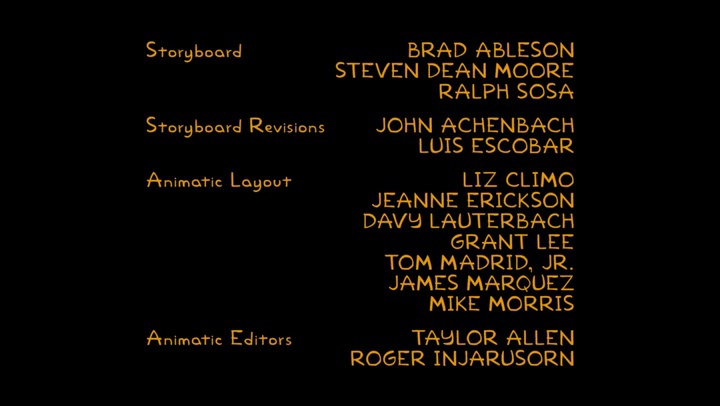 Storyboard BRAD ABLESON
STEVEN DEAN MOORE
RALPH SOSA
Storyboard Revisions JOHN ACHENBACH
LUIS ESCOBAR
Animatic Layout LIZ CLIMO
JEANNE ERICKSON
DAVY LAUTERBACH
GRANT LEE
TOM MADRID, JR.
JAMES MARQUEZ
MIKE MORRIS
Animatic Editors TAYLOR ALLEN
ROGER INJARUSORN